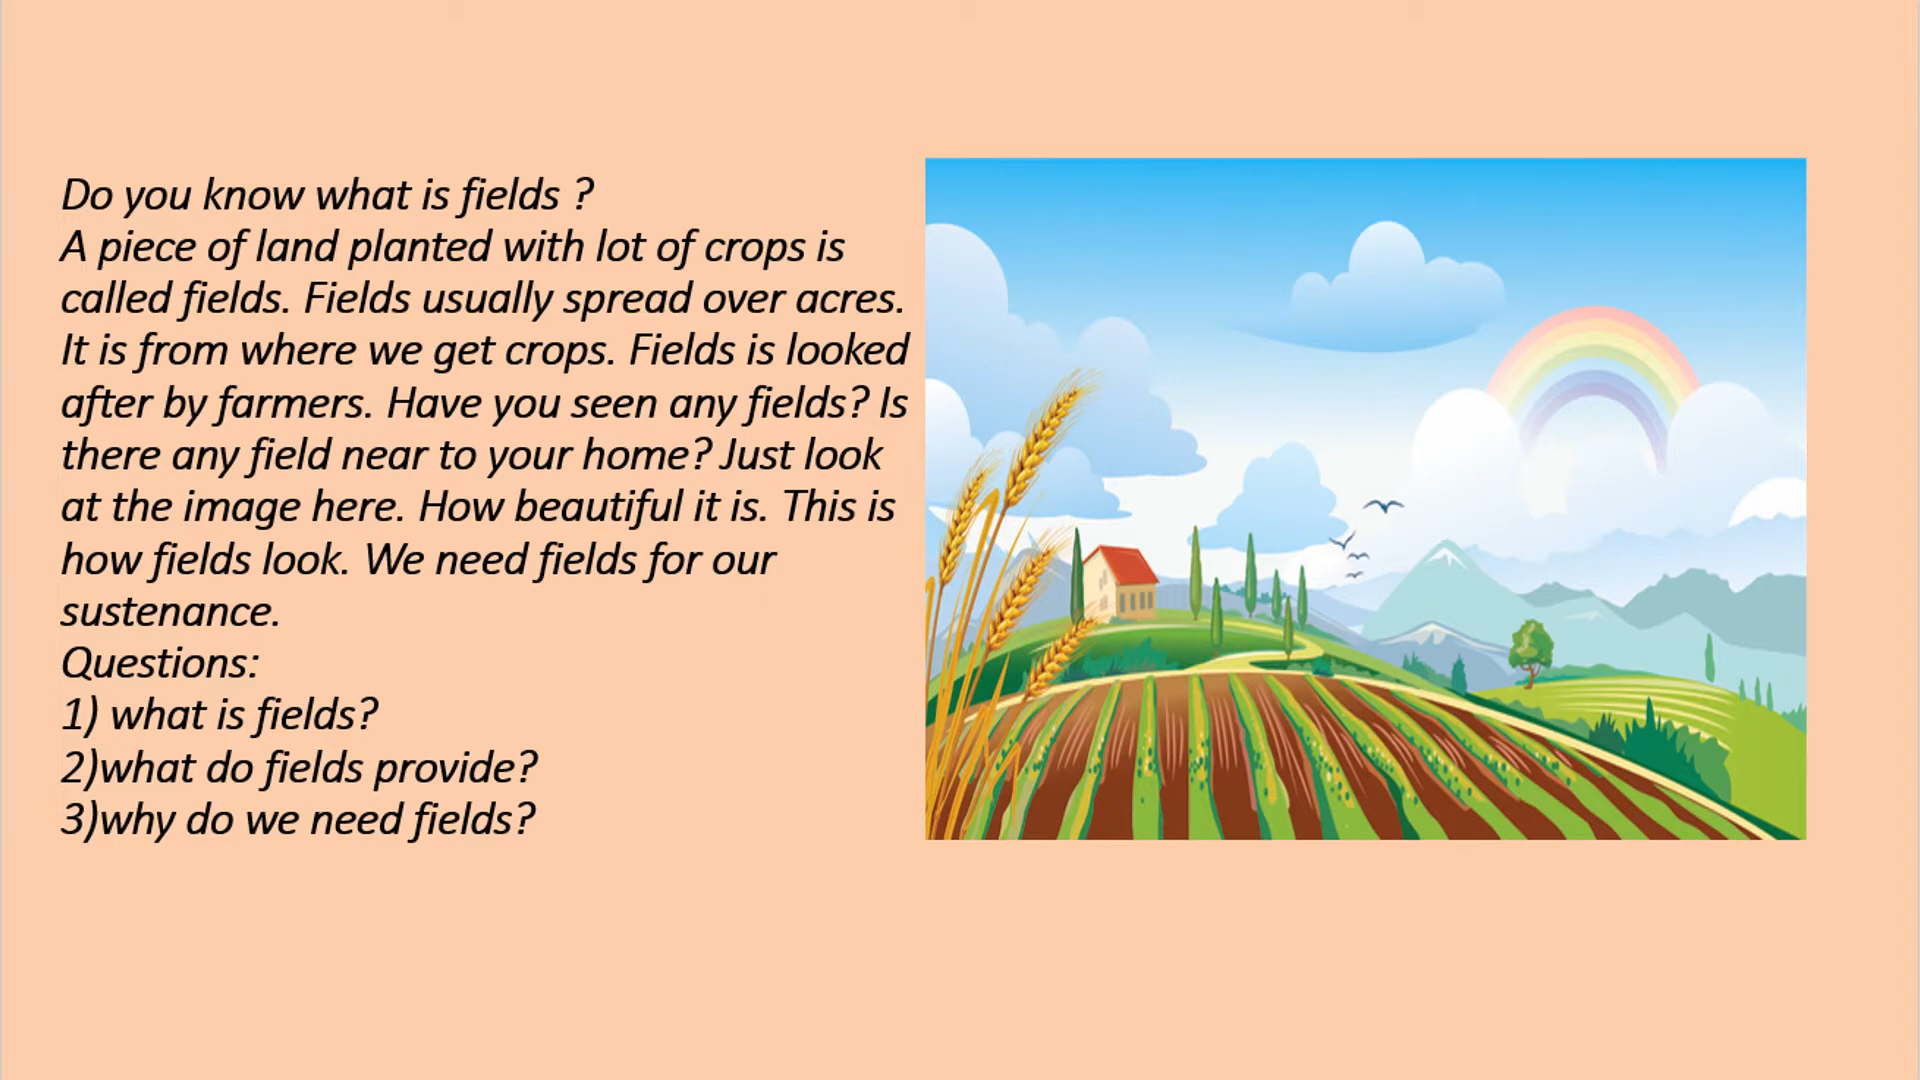 Do you know what is fields ?
A piece of land planted with lot of crops is
called fields. Fields usually spread over acres.
It is from where we get crops. Fields is looked
after by farmers. Have you seen any fields? Is
there any field near to your home? Just look
at the image here. How beautiful it is. This is
how fields look. We need fields for our
sustenance.
Questions:
1) what is fields?
2)what do fields provide?
3)why do we need fields?